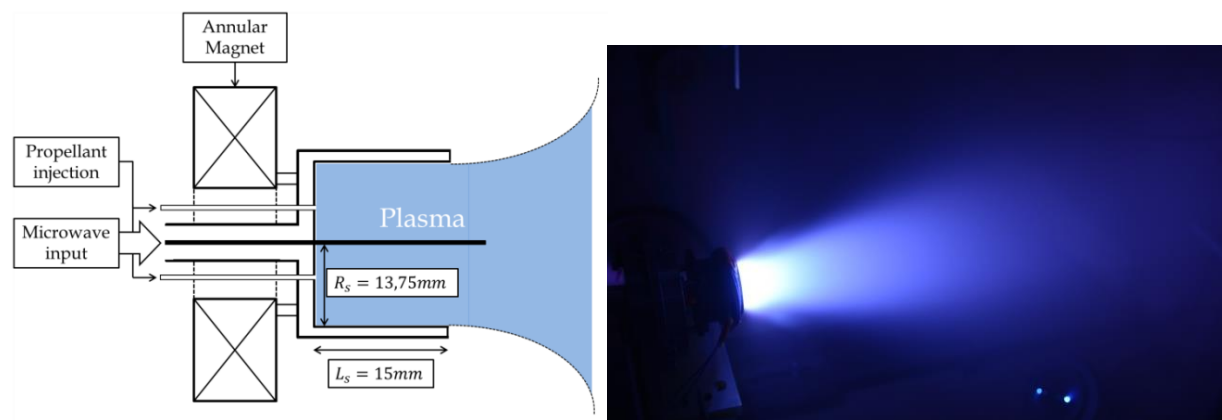 Annular
Magnet
Propellant
injection
Microwave
input
Plasma
R_s = 13,75mm
L_s = 15mm